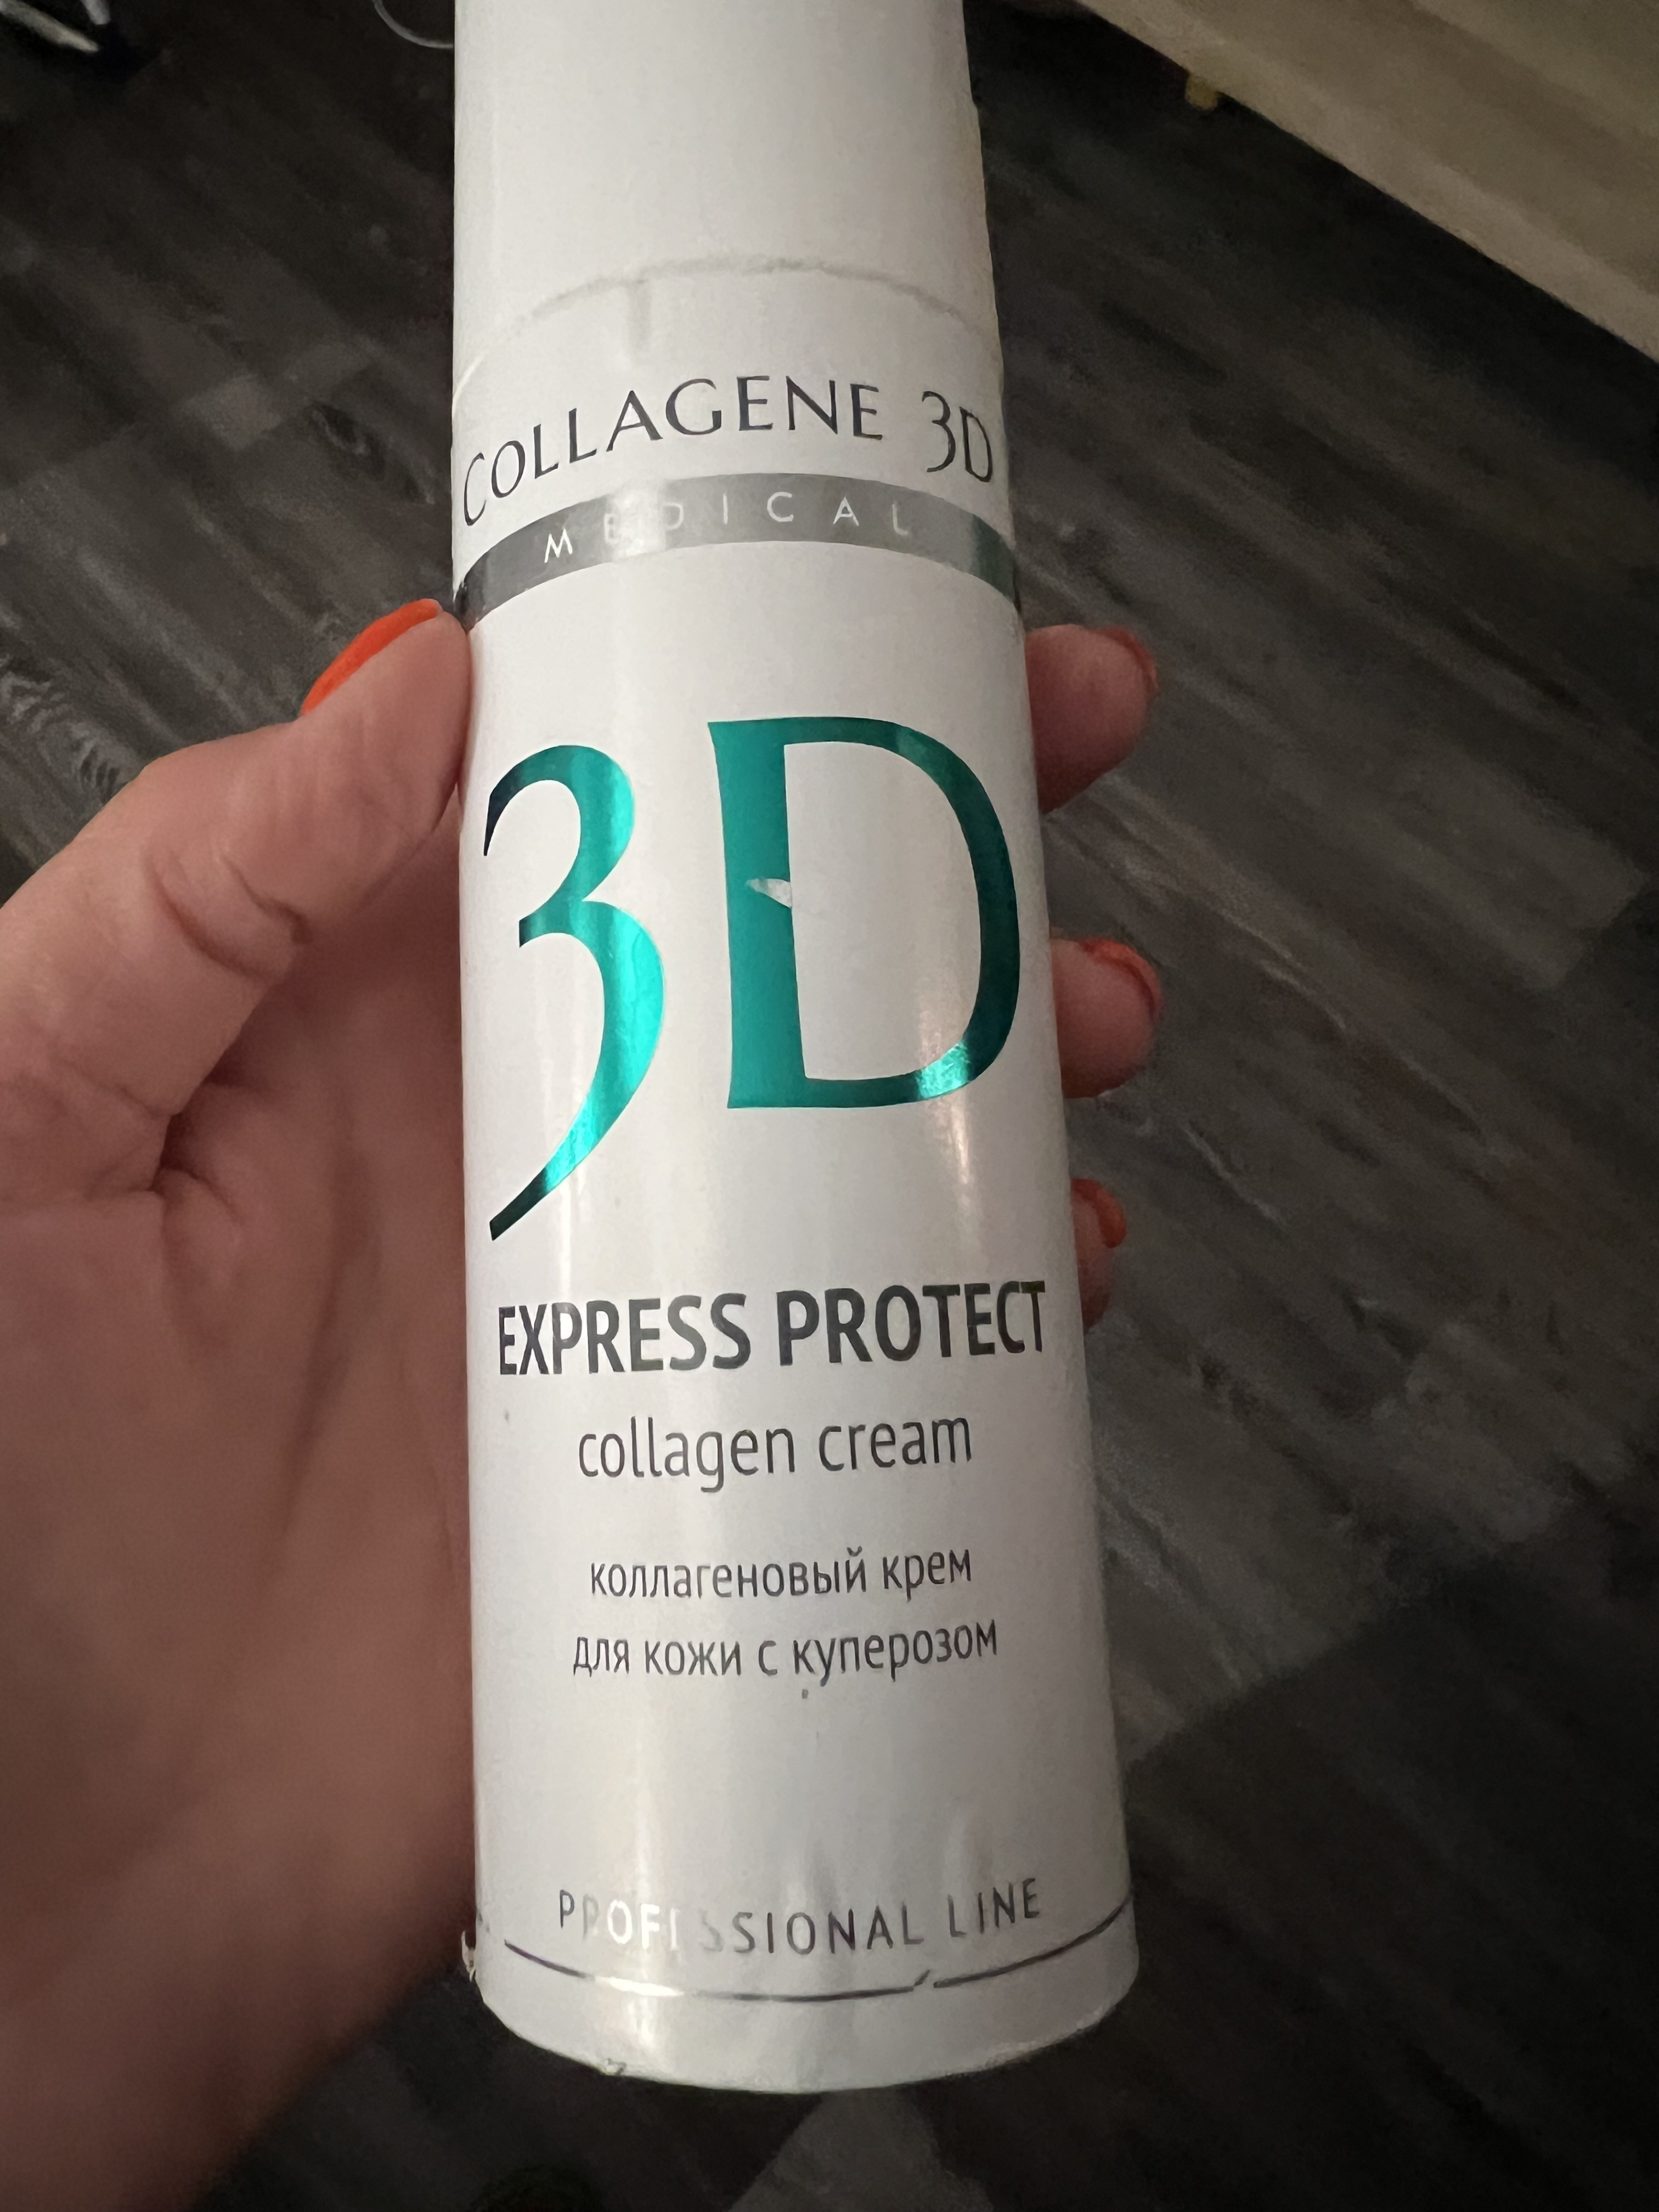 COLLAGENE 3D
MEDICAL
3D
EXPRESS PROTECT
collagen cream
коллагеновый крем
для кожи с куперозом
PROFESSIONAL LINE